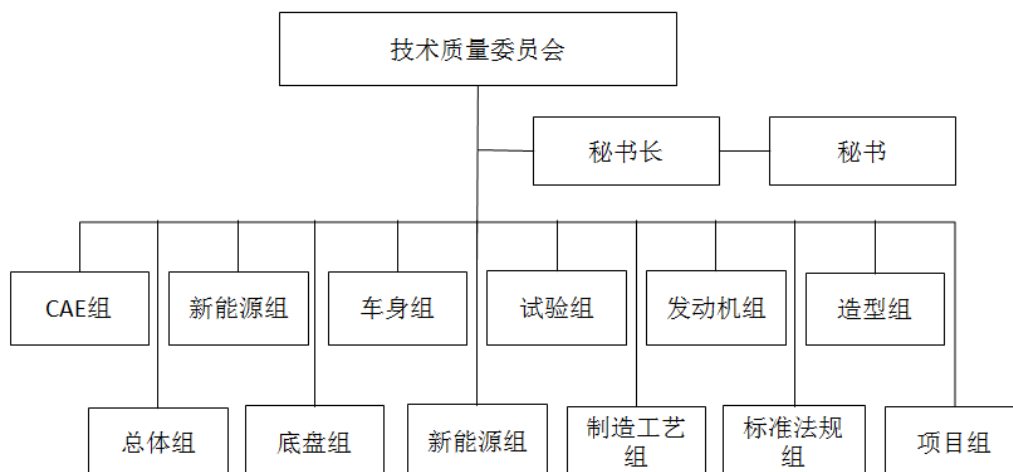 技术质量委员会
秘书长
秘书
CAE组
新能源组
车身组
试验组
发动机组
造型组
总体组
底盘组
新能源组
制造工艺
组
标准法规
组
项目组